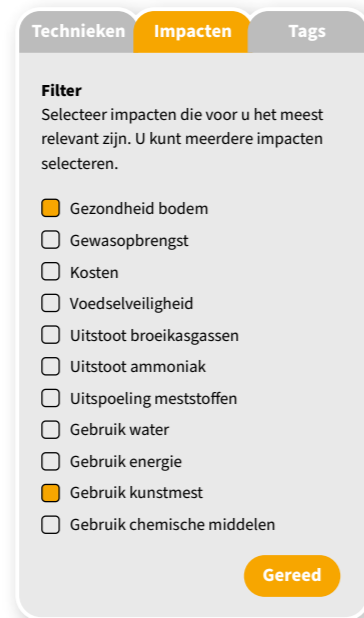 Technieken Impacten Tags
Filter
Selecteer impacten die voor u het meest
relevant zijn. U kunt meerdere impacten
selecteren.
Gezondheid bodem
Gewasopbrengst
Kosten
Voedselveiligheid
Uitstoot broeikasgassen
Uitstoot ammoniak
Uitspoeling meststoffen
Gebruik water
Gebruik energie
Gebruik kunstmest
Gebruik chemische middelen
Gereed